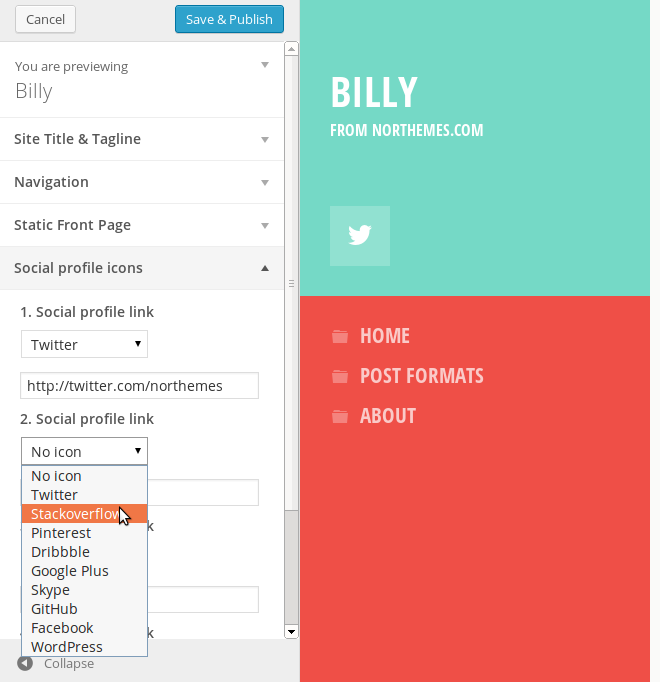 Cancel
Save & Publish
You are previewing
Billy
Site Title & Tagline
Navigation
Static Front Page
Social profile icons
1. Social profile link
Twitter
http://twitter.com/northemes
2. Social profile link
No icon
No icon
Twitter
Stackoverflow
Pinterest
Dribbble
Google Plus
Skype
GitHub
Facebook
WordPress
Collapse
BILLY
FROM NORTHEMES.COM
HOME
POST FORMATS
ABOUT